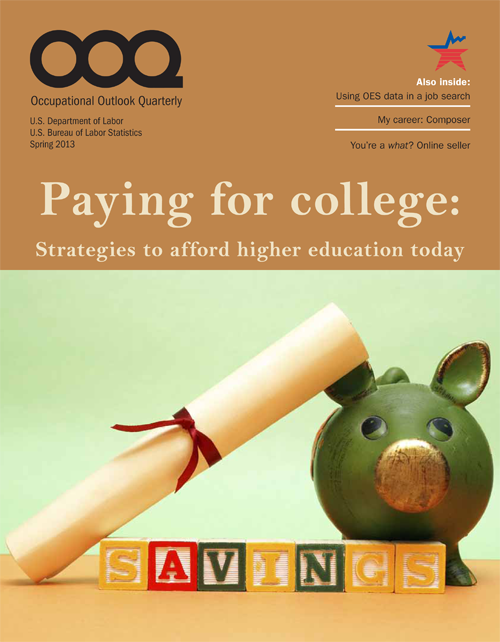 OOQ
Occupational Outlook Quarterly
U.S. Department of Labor
U.S. Bureau of Labor Statistics
Spring 2013
Also inside:
Using OES data in a job search
My career: Composer
You're a what? Online seller
Paying for college:
Strategies to afford higher education today
SAVINGS